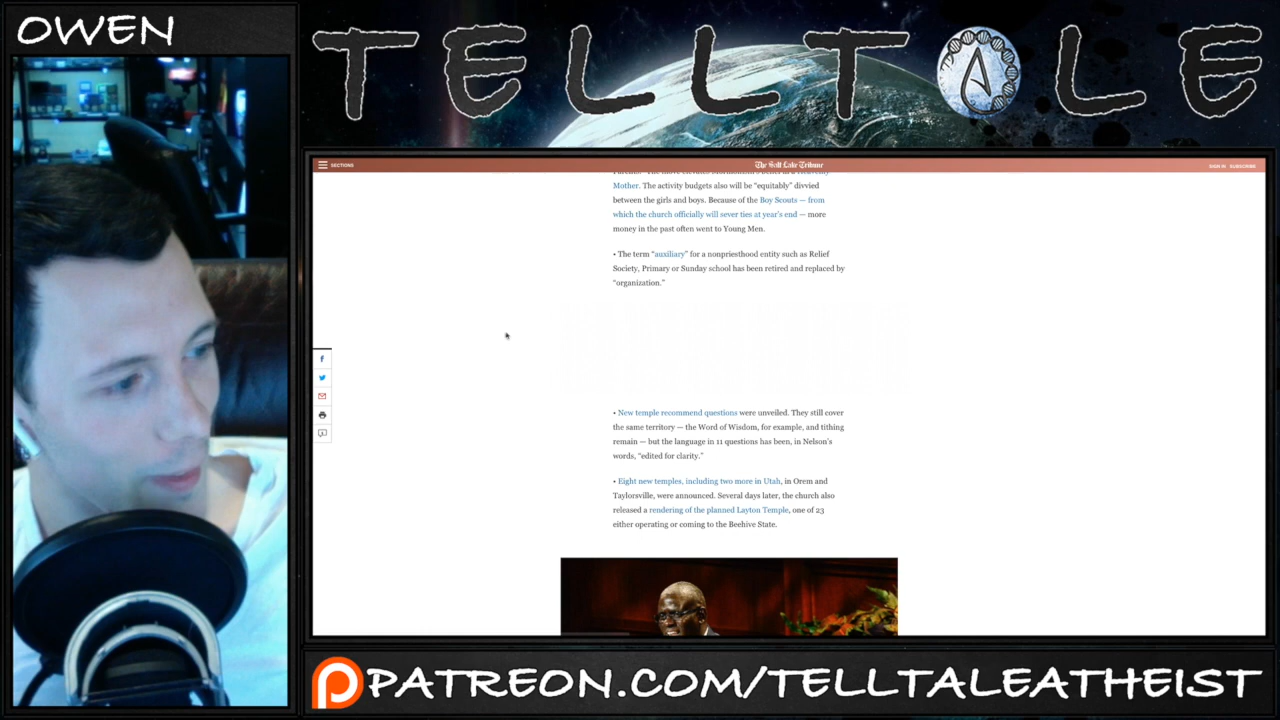 OWEN
TELLTALE
SECTIONS
The Salt Lake Tribune
SIGN IN SUBSCRIBE
Mother. The activity budgets also will be “equitably” divvied
between the girls and boys. Because of the Boy Scouts — from
which the church officially will sever ties at year’s end — more
money in the past often went to Young Men.
• The term “auxiliary” for a nonpriesthood entity such as Relief
Society, Primary or Sunday school has been retired and replaced by
“organization.”
• New temple recommend questions were unveiled. They still cover
the same territory — the Word of Wisdom, for example, and tithing
remain — but the language in 11 questions has been, in Nelson’s
words, “edited for clarity.”
• Eight new temples, including two more in Utah, in Orem and
Taylorsville, were announced. Several days later, the church also
released a rendering of the planned Layton Temple, one of 23
either operating or coming to the Beehive State.
PATREON.COM/TELLTALEATHEIST